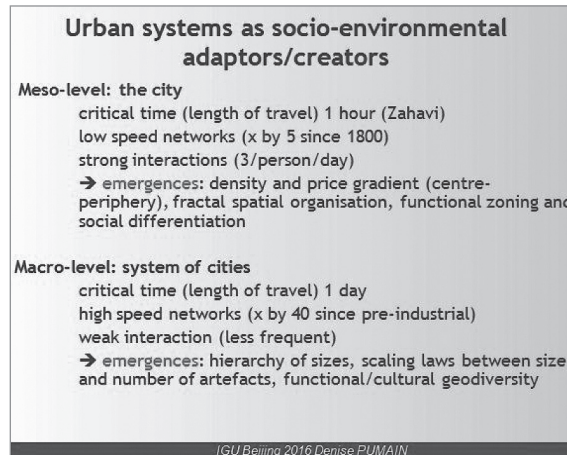 Urban systems as socio-environmental
adaptors/creators
Meso-level: the city
critical time (length of travel) 1 hour (Zahavi)
low speed networks (x by 5 since 1800)
strong interactions (3/person/day)
➔ emergences: density and price gradient (centre-
periphery), fractal spatial organisation, functional zoning and
social differentiation
Macro-level: system of cities
critical time (length of travel) 1 day
high speed networks (x by 40 since pre-industrial)
weak interaction (less frequent)
➔ emergences: hierarchy of sizes, scaling laws between size
and number of artefacts, functional/cultural geodiversity
IGU Beijing 2016 Denise PUMAIN